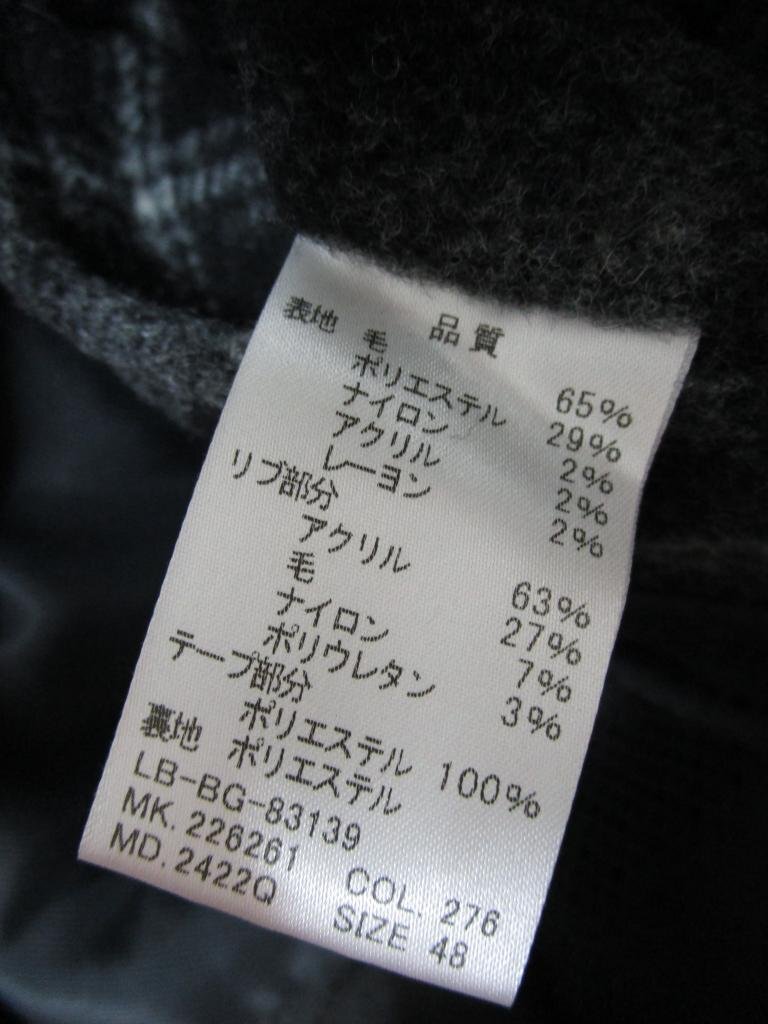 品質
表地 毛 65%
ポリエステル 29%
ナイロン 2%
アクリル 2%
レーヨン 2%
リブ部分
アクリル 63%
毛 27%
ナイロン 7%
ポリウレタン 3%
テープ部分
ポリエステル 100%
裏地 ポリエステル
LB-BG-83139
MK. 226261 COL. 276
MD. 2422Q SIZE 48